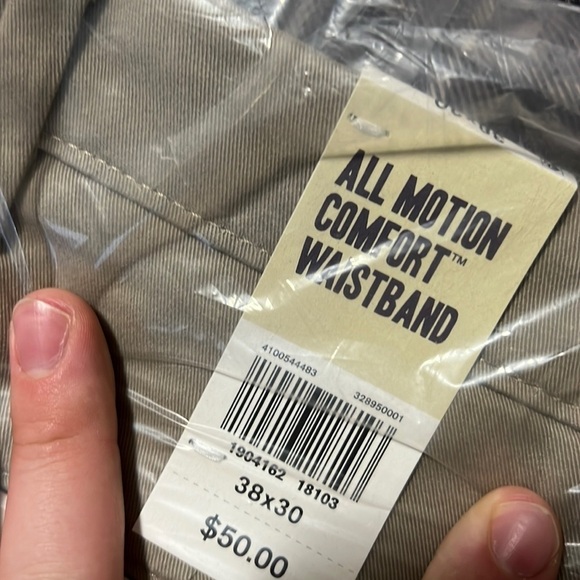 ALL MOTION
COMFORT™
WAISTBAND
4100544483
328950001
1904162 18103
38x30
$50.00